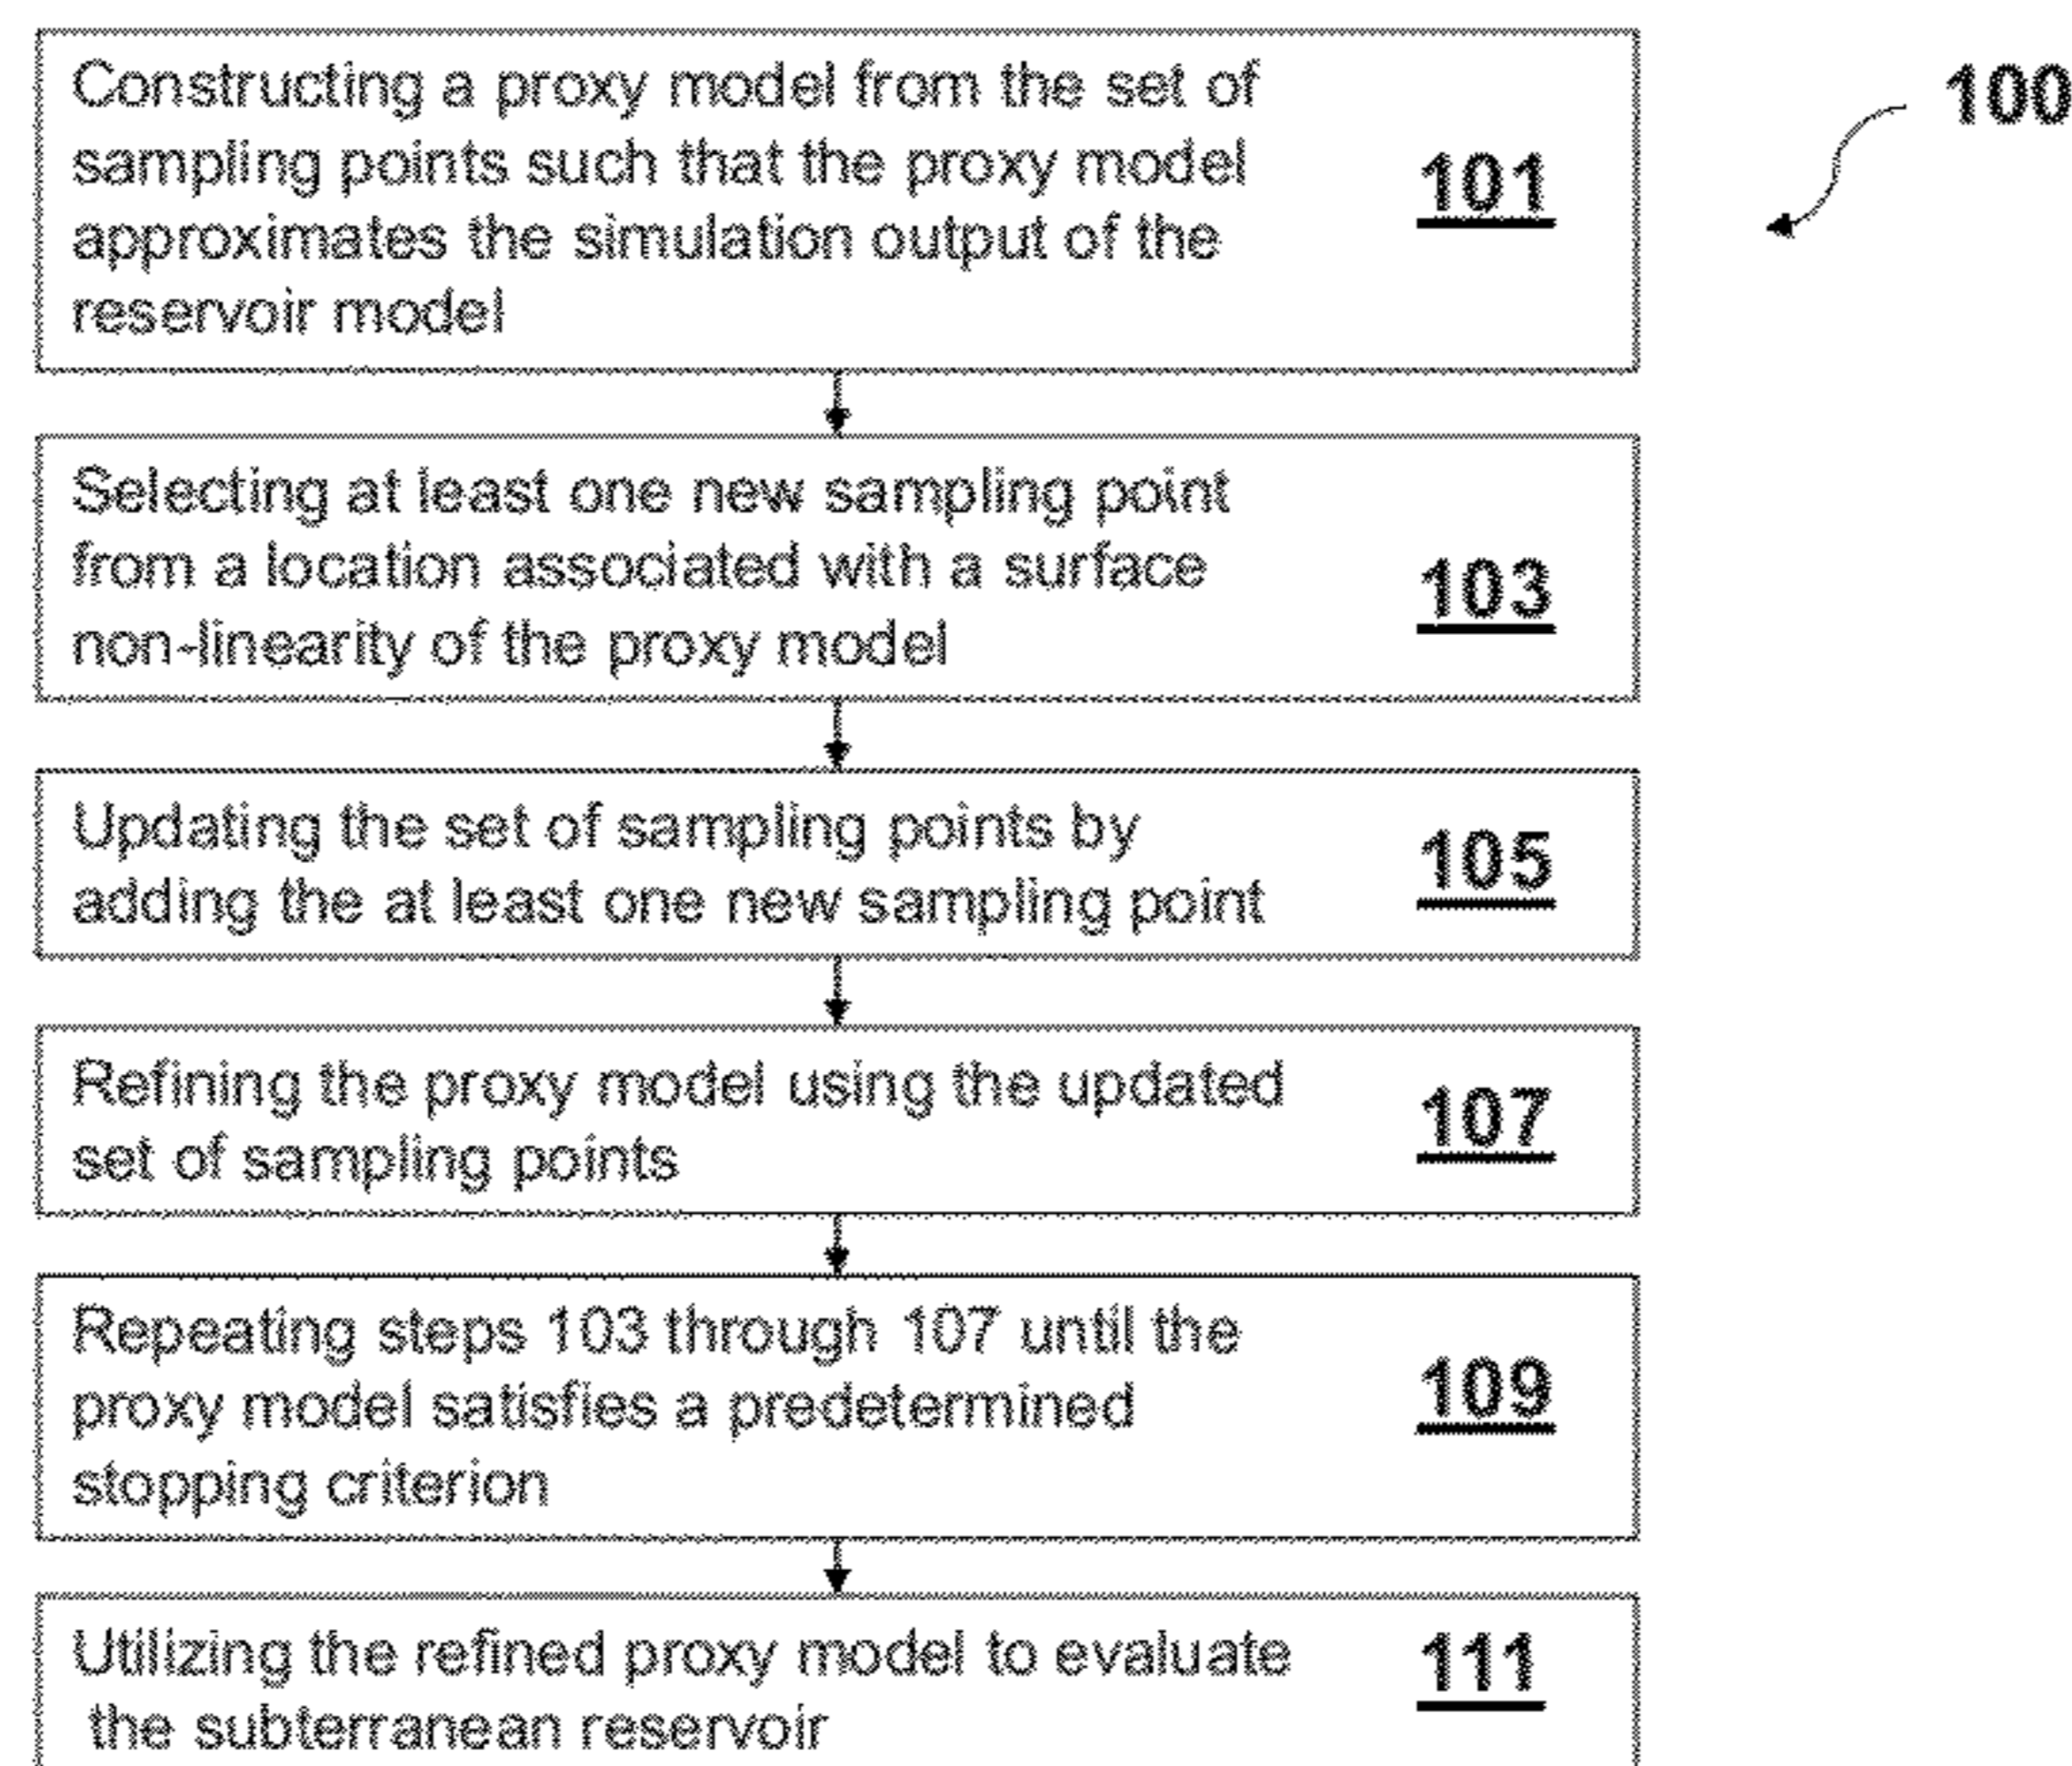 100
Constructing a proxy model from the set of
sampling points such that the proxy model
approximates the simulation output of the
reservoir model
101
Selecting at least one new sampling point
from a location associated with a surface
non-linearity of the proxy model
103
Updating the set of sampling points by
adding the at least one new sampling point
105
Refining the proxy model using the updated
set of sampling points
107
Repeating steps 103 through 107 until the
proxy model satisfies a predetermined
stopping criterion
109
Utilizing the refined proxy model to evaluate
the subterranean reservoir
111